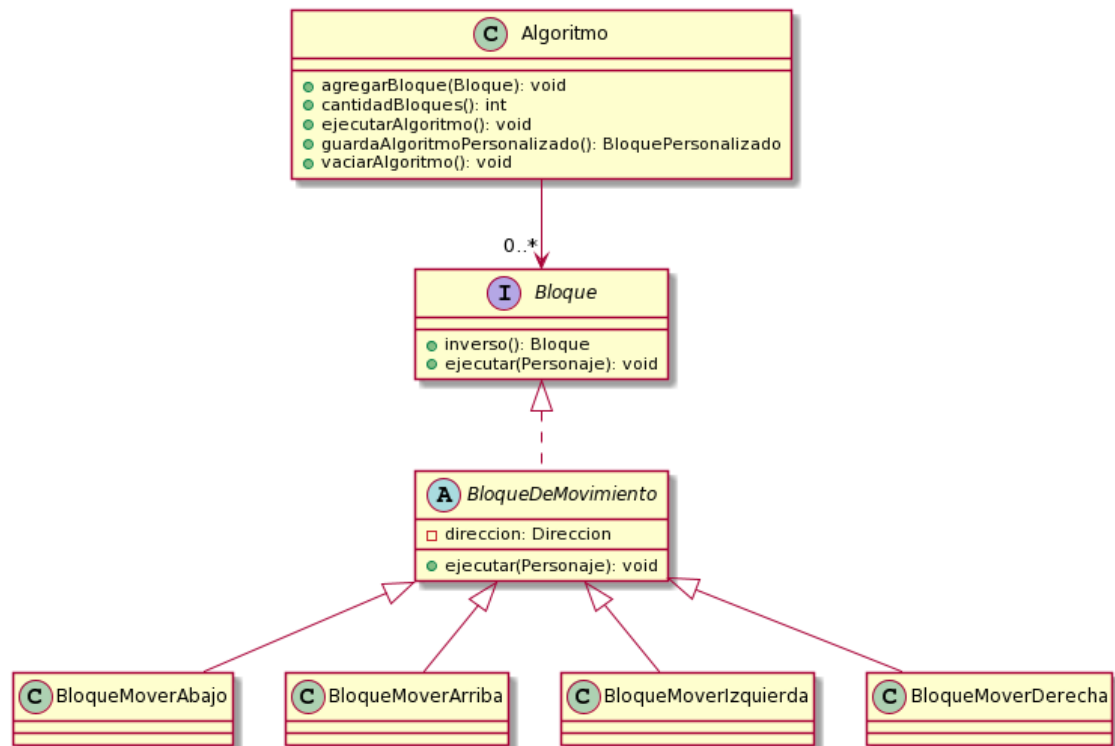 C Algoritmo
agregarBloque(Bloque): void
cantidadBloques(): int
ejecutarAlgoritmo(): void
guardaAlgoritmoPersonalizado(): BloquePersonalizado
vaciarAlgoritmo(): void
0..*
I Bloque
inverso(): Bloque
ejecutar(Personaje): void
A BloqueDeMovimiento
direccion: Direccion
ejecutar(Personaje): void
C BloqueMoverAbajo
C BloqueMoverArriba
C BloqueMoverIzquierda
C BloqueMoverDerecha